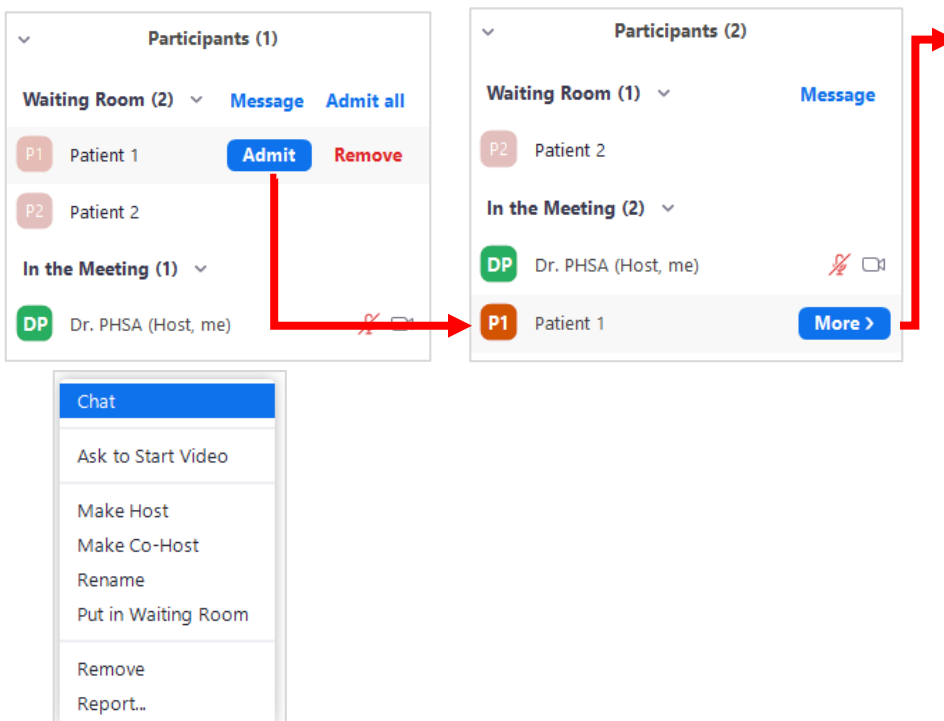 Participants (1)
Waiting Room (2) Message Admit all
P1 Patient 1 Admit Remove
P2 Patient 2
In the Meeting (1)
DP Dr. PHSA (Host, me)
Participants (2)
Waiting Room (1) Message
P2 Patient 2
In the Meeting (2)
DP Dr. PHSA (Host, me)
P1 Patient 1 More >
Chat
Ask to Start Video
Make Host
Make Co-Host
Rename
Put in Waiting Room
Remove
Report...